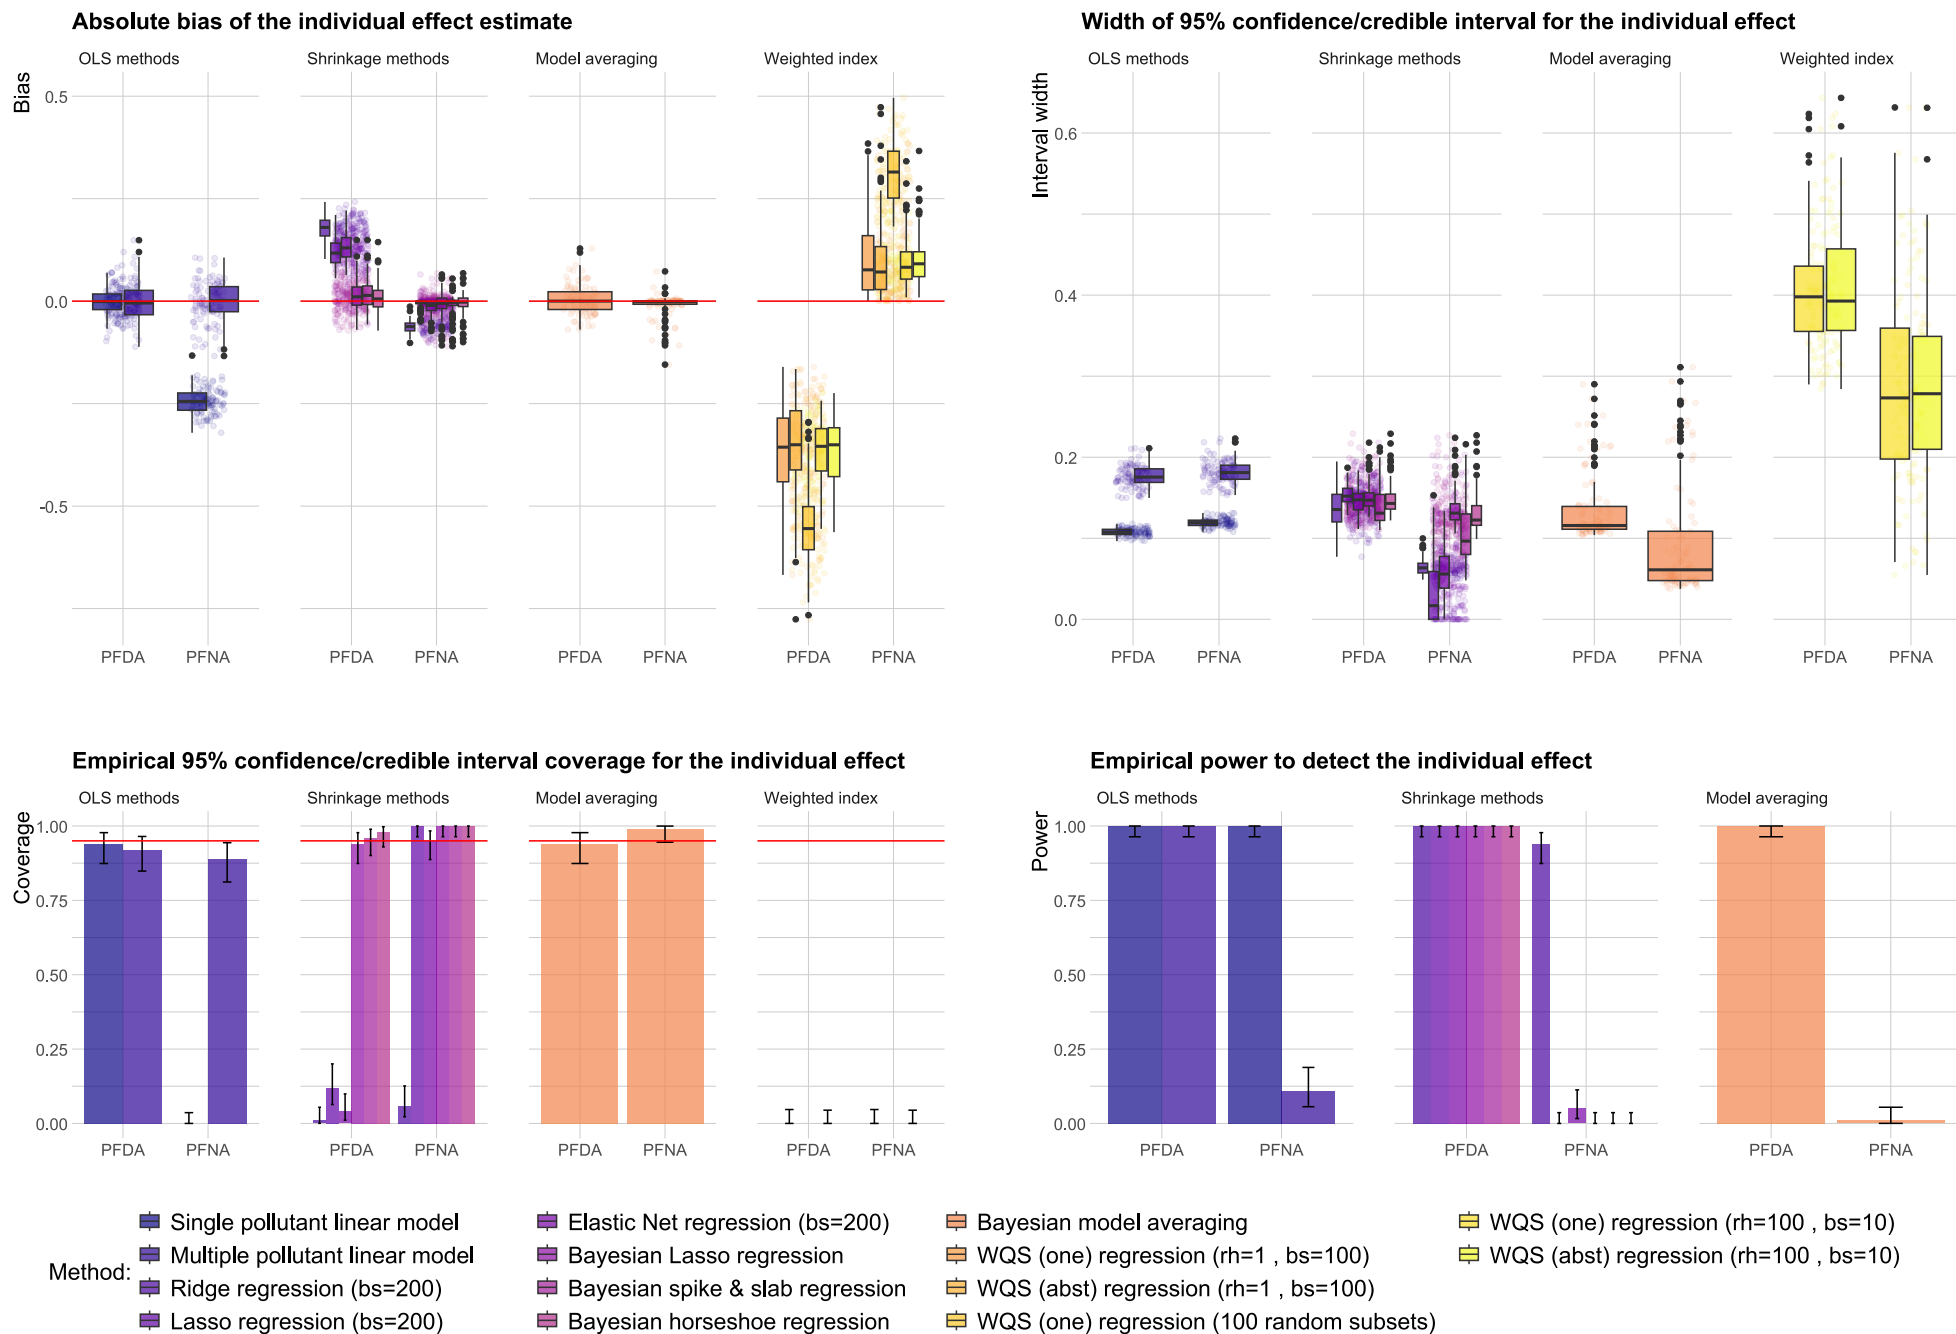 Absolute bias of the individual effect estimate
OLS methods Shrinkage methods Model averaging Weighted index
Bias
0.5
0.0
-0.5
PFDA PFNA PFDA PFNA PFDA PFNA PFDA PFNA
Width of 95% confidence/credible interval for the individual effect
OLS methods Shrinkage methods Model averaging Weighted index
Interval width
0.6
0.4
0.2
0.0
PFDA PFNA PFDA PFNA PFDA PFNA PFDA PFNA
Empirical 95% confidence/credible interval coverage for the individual effect
OLS methods Shrinkage methods Model averaging Weighted index
Coverage
1.00
0.75
0.50
0.25
0.00
PFDA PFNA PFDA PFNA PFDA PFNA PFDA PFNA
Empirical power to detect the individual effect
OLS methods Shrinkage methods Model averaging
Power
1.00
0.75
0.50
0.25
0.00
PFDA PFNA PFDA PFNA PFDA PFNA
Method:
Single pollutant linear model
Multiple pollutant linear model
Ridge regression (bs=200)
Lasso regression (bs=200)
Elastic Net regression (bs=200)
Bayesian Lasso regression
Bayesian spike & slab regression
Bayesian horseshoe regression
Bayesian model averaging
WQS (one) regression (rh=1 , bs=100)
WQS (abst) regression (rh=1 , bs=100)
WQS (one) regression (100 random subsets)
WQS (one) regression (rh=100 , bs=10)
WQS (abst) regression (rh=100 , bs=10)